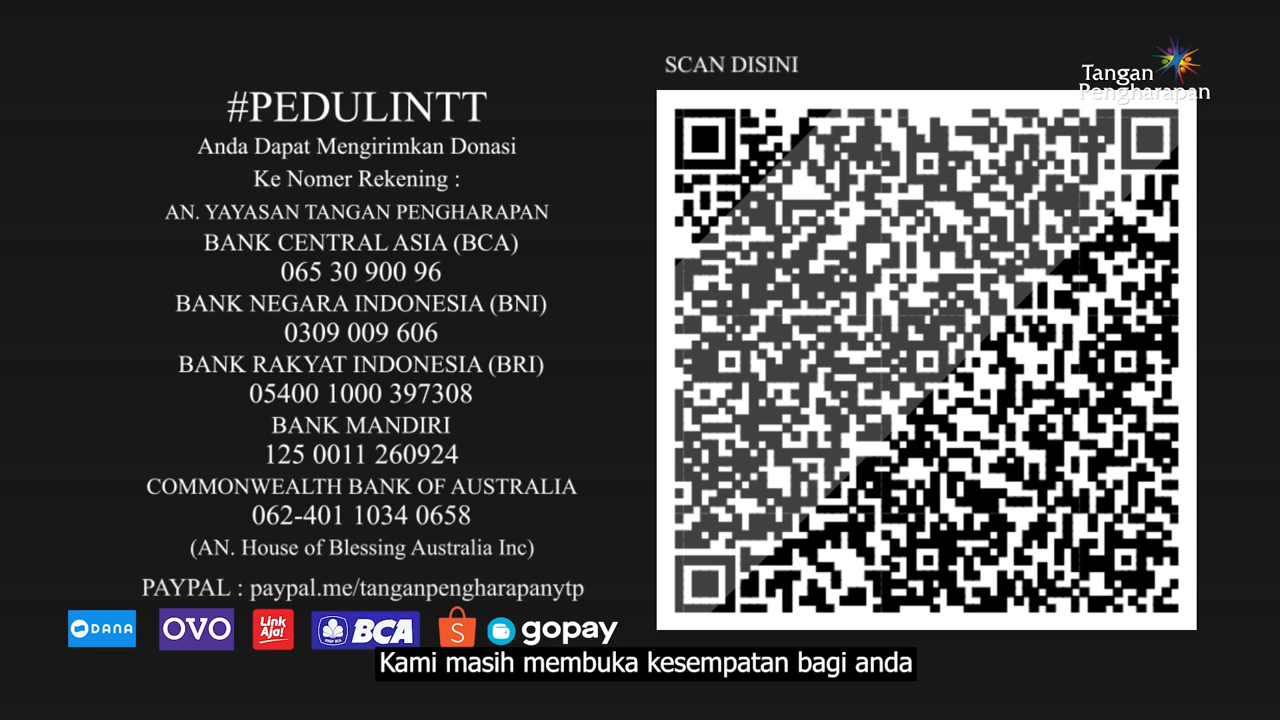 #PEDULINTT
Anda Dapat Mengirimkan Donasi
Ke Nomer Rekening :
AN. YAYASAN TANGAN PENGHARAPAN
BANK CENTRAL ASIA (BCA)
065 30 900 96
BANK NEGARA INDONESIA (BNI)
0309 009 606
BANK RAKYAT INDONESIA (BRI)
05400 1000 397308
BANK MANDIRI
125 0011 260924
COMMONWEALTH BANK OF AUSTRALIA
062-401 1034 0658
(AN. House of Blessing Australia Inc)
PAYPAL : paypal.me/tanganpengharapanytp
DANA
OVO
Link
Aja!
BCA
S
gopay
SCAN DISINI
Tangan
Pengharapan
Kami masih membuka kesempatan bagi anda